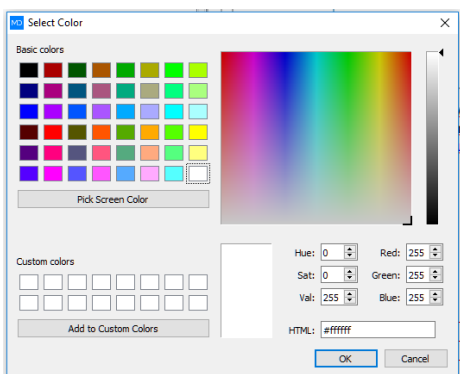 MD Select Color
Basic colors
Pick Screen Color
Custom colors
Add to Custom Colors
Hue: 0 Red: 255
Sat: 0 Green: 255
Val: 255 Blue: 255
HTML: #ffffff
OK Cancel